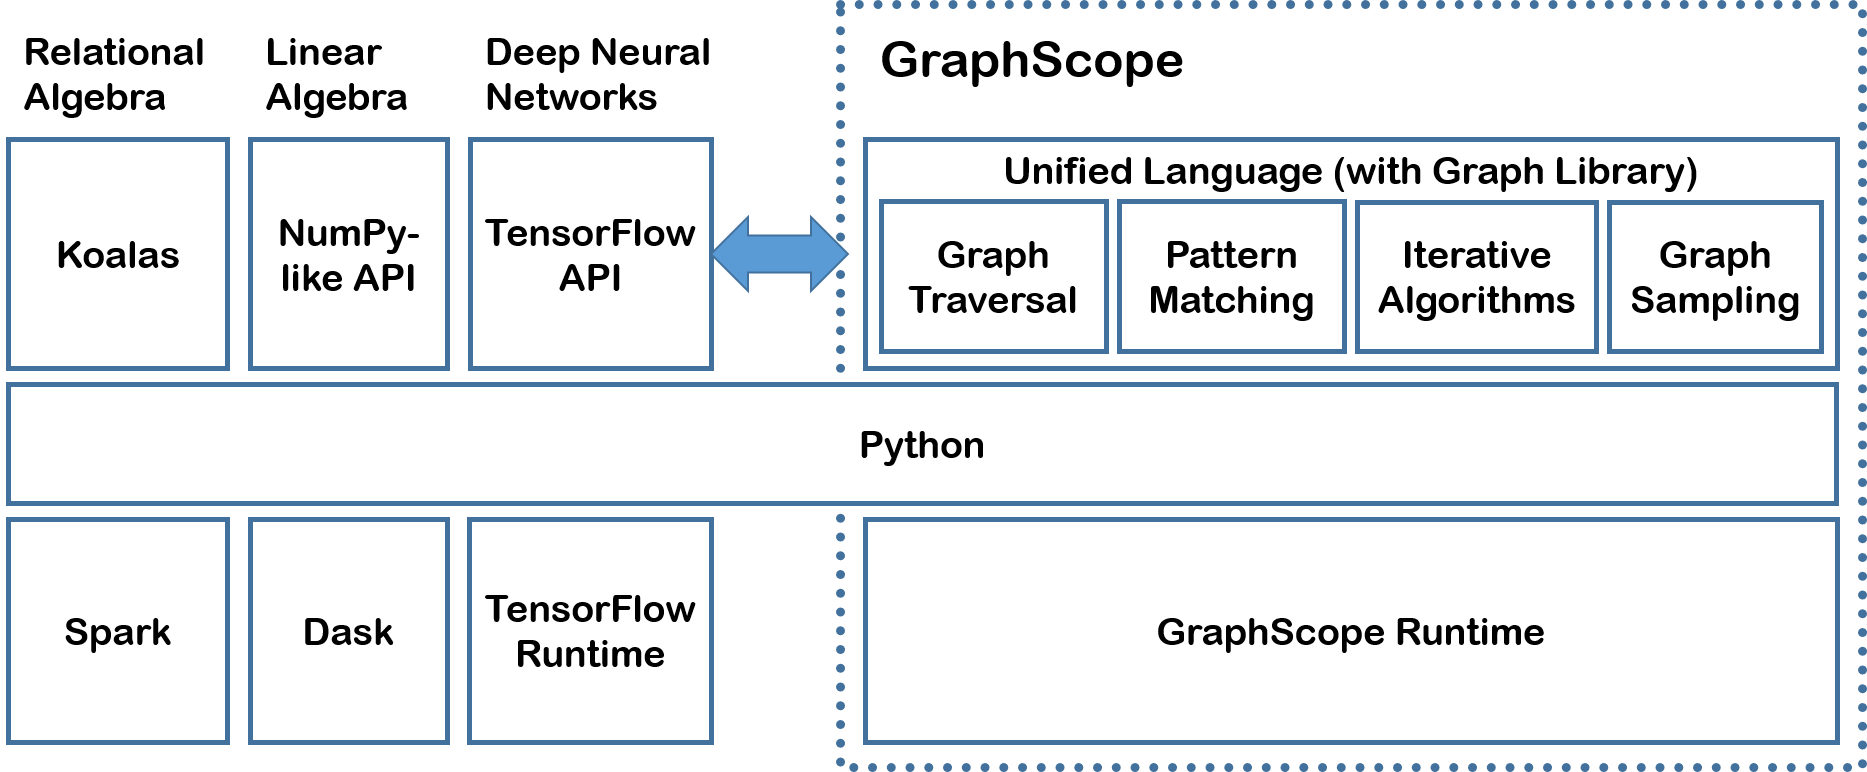 Relational
Algebra
Linear
Algebra
Deep Neural
Networks
GraphScope
Koalas
NumPy-
like API
TensorFlow
API
Unified Language (with Graph Library)
Graph
Traversal
Pattern
Matching
Iterative
Algorithms
Graph
Sampling
Python
Spark
Dask
TensorFlow
Runtime
GraphScope Runtime